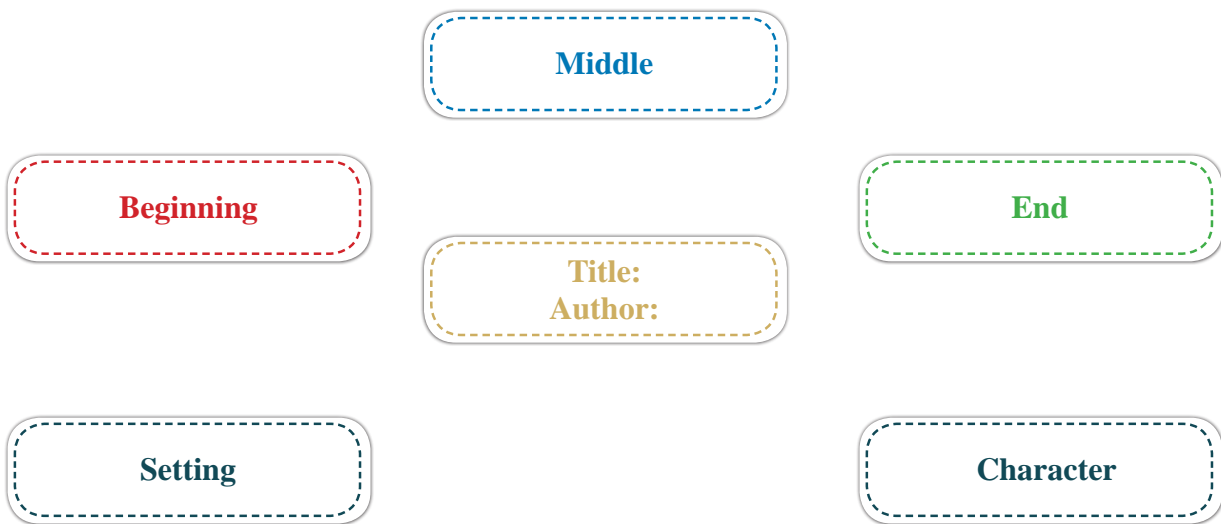 Middle
Beginning
End
Title:
Author:
Setting
Character